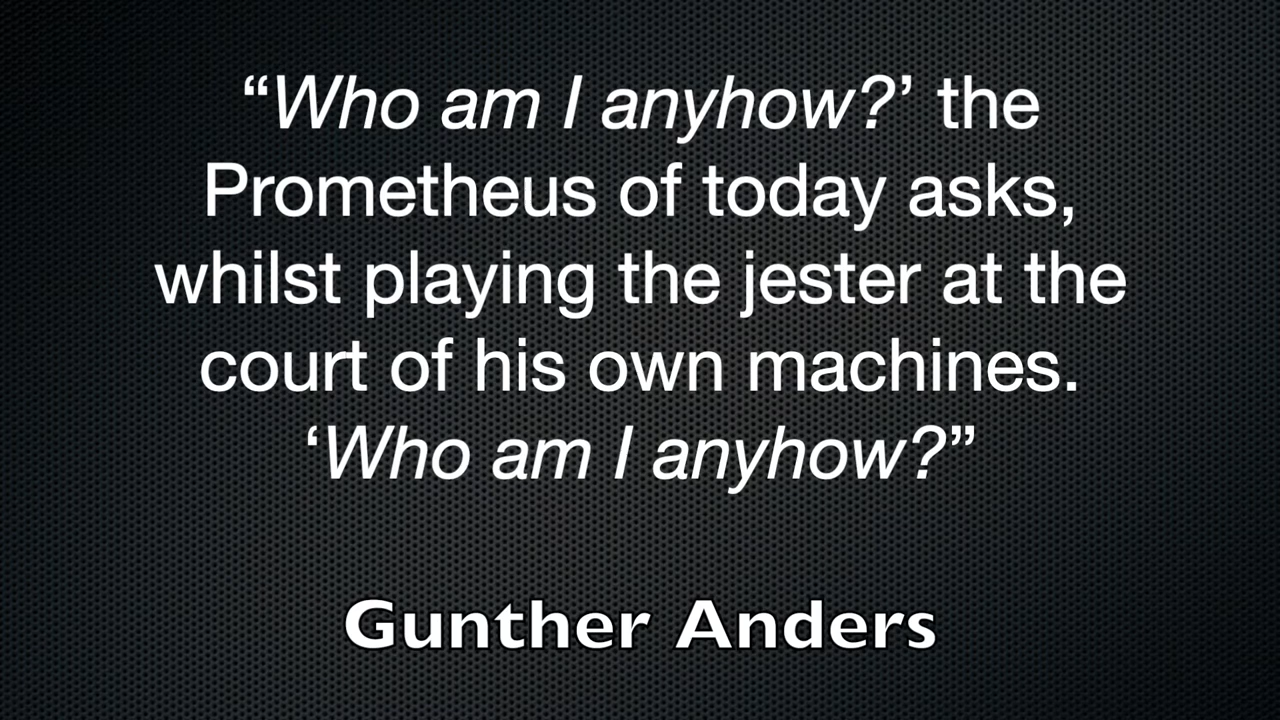 “Who am I anyhow?’ the
Prometheus of today asks,
whilst playing the jester at the
court of his own machines.
‘Who am I anyhow?”
Gunther Anders